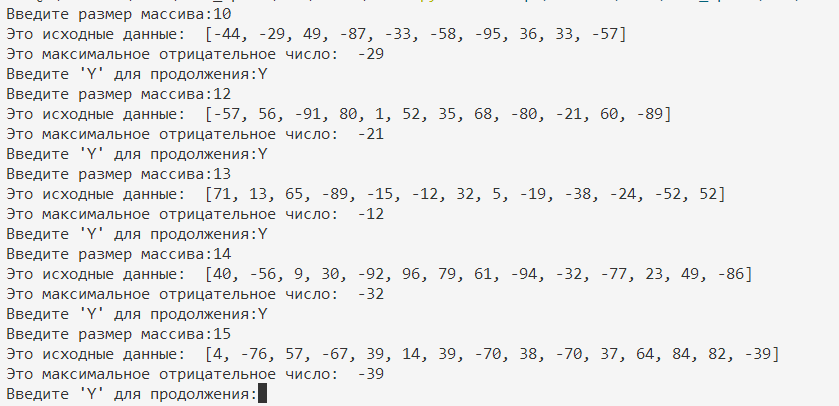 Введите размер массива:10
Это исходные данные:  [-44, -29, 49, -87, -33, -58, -95, 36, 33, -57]
Это максимальное отрицательное число:  -29
Введите 'Y' для продолжения:Y
Введите размер массива:12
Это исходные данные:  [-57, 56, -91, 80, 1, 52, 35, 68, -80, -21, 60, -89]
Это максимальное отрицательное число:  -21
Введите 'Y' для продолжения:Y
Введите размер массива:13
Это исходные данные:  [71, 13, 65, -89, -15, -12, 32, 5, -19, -38, -24, -52, 52]
Это максимальное отрицательное число:  -12
Введите 'Y' для продолжения:Y
Введите размер массива:14
Это исходные данные:  [40, -56, 9, 30, -92, 96, 79, 61, -94, -32, -77, 23, 49, -86]
Это максимальное отрицательное число:  -32
Введите 'Y' для продолжения:Y
Введите размер массива:15
Это исходные данные:  [4, -76, 57, -67, 39, 14, 39, -70, 38, -70, 37, 64, 84, 82, -39]
Это максимальное отрицательное число:  -39
Введите 'Y' для продолжения: